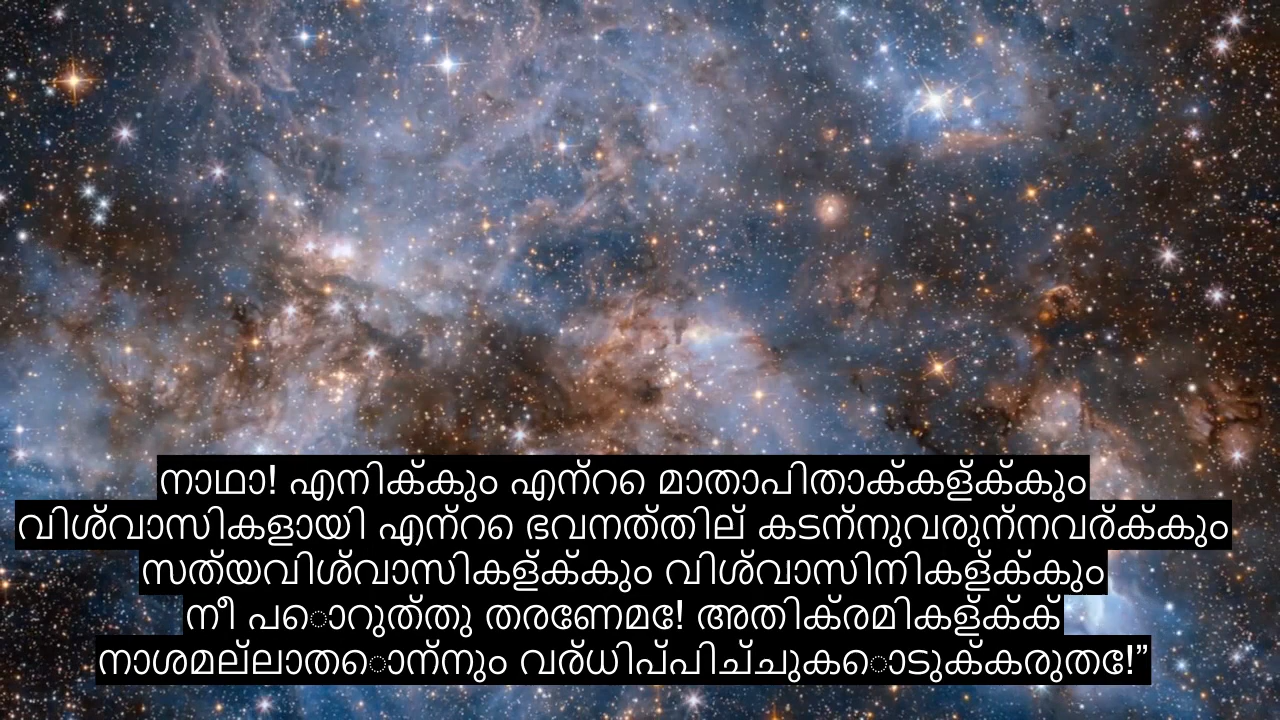 നാഥാ! എനിക്കും എന്റെ മാതാപിതാക്കള്ക്കും
വിശ്വാസികളായി എന്റെ ഭവനത്തില് കടന്നുവരുന്നവര്ക്കും
സത്യവിശ്വാസികള്ക്കും വിശ്വാസിനികള്ക്കും
നീ പൊറുത്തു തരണേമേ! അതിക്രമികള്ക്ക്
നാശമല്ലാതൊന്നും വര്ധിപ്പിച്ചുകൊടുക്കരുതേ!”